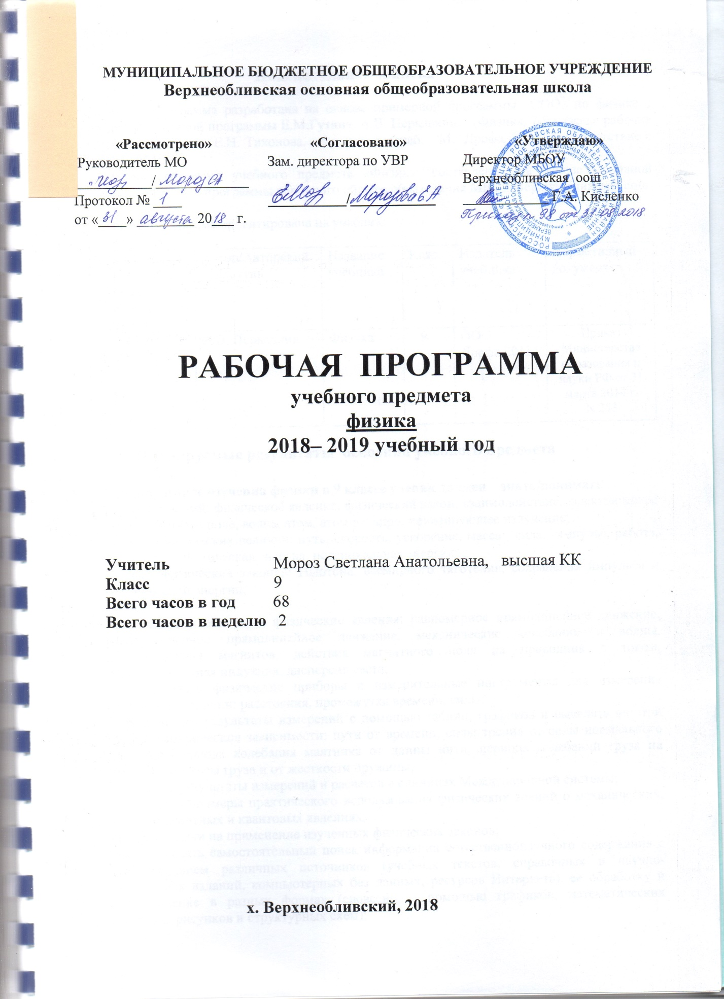 МУНИЦИПАЛЬНОЕ БЮДЖЕТНОЕ ОБЩЕОБРАЗОВАТЕЛЬНОЕ УЧРЕЖДЕНИЕ
Верхнеобливская основная общеобразовательная школа
«Рассмотрено»
Руководитель МО
/ Мороз СА
Протокол № 1
от «31» августа 2018 г.
«Согласовано»
Зам. директора по УВР
/Морозова ЕА
«Утверждаю»
Директор МБОУ
Верхнеобливская оош
Г.А. Кисленко
Приказ № 98 от 31.08.2018
РАБОЧАЯ ПРОГРАММА
учебного предмета
физика
2018– 2019 учебный год
Учитель Мороз Светлана Анатольевна, высшая КК
Класс 9
Всего часов в год 68
Всего часов в неделю 2
х. Верхнеобливский, 2018